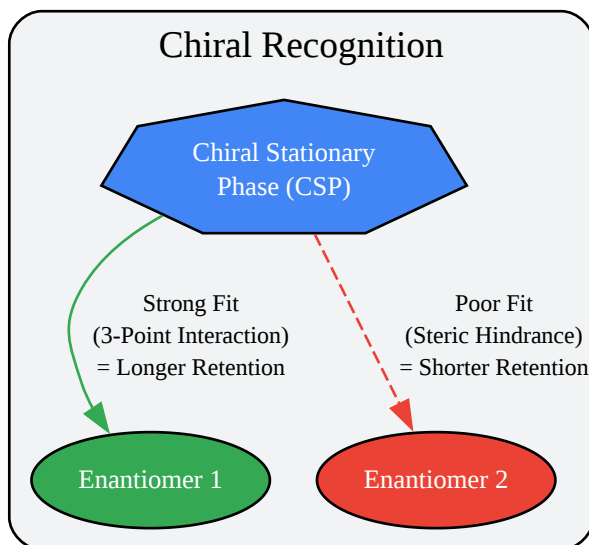 Chiral Recognition
Chiral Stationary
Phase (CSP)
Strong Fit
(3-Point Interaction)
= Longer Retention
Poor Fit
(Steric Hindrance)
= Shorter Retention
Enantiomer 1
Enantiomer 2